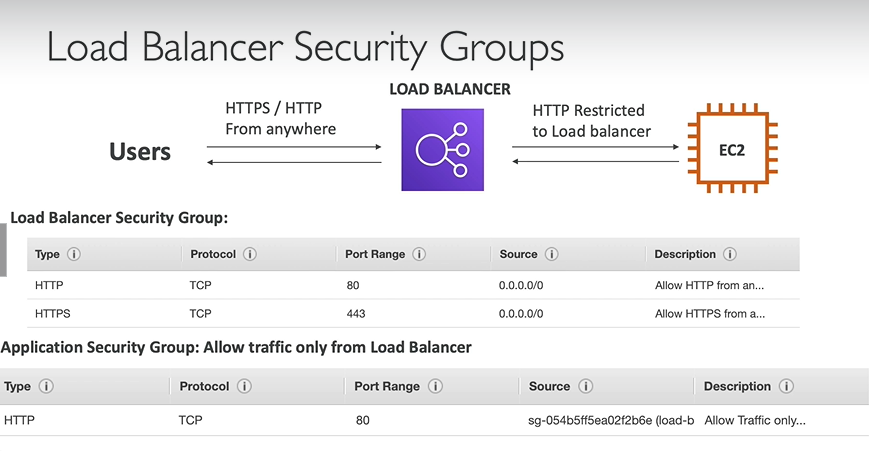 Load Balancer Security Groups
LOAD BALANCER
HTTPS / HTTP
From anywhere
HTTP Restricted
to Load balancer
Users
EC2
Load Balancer Security Group:
Type Protocol Port Range Source Description
HTTP TCP 80 0.0.0.0/0 Allow HTTP from an...
HTTPS TCP 443 0.0.0.0/0 Allow HTTPS from a...
Application Security Group: Allow traffic only from Load Balancer
Type Protocol Port Range Source Description
HTTP TCP 80 sg-054b5ff5ea02f2b6e (load-b Allow Traffic only...